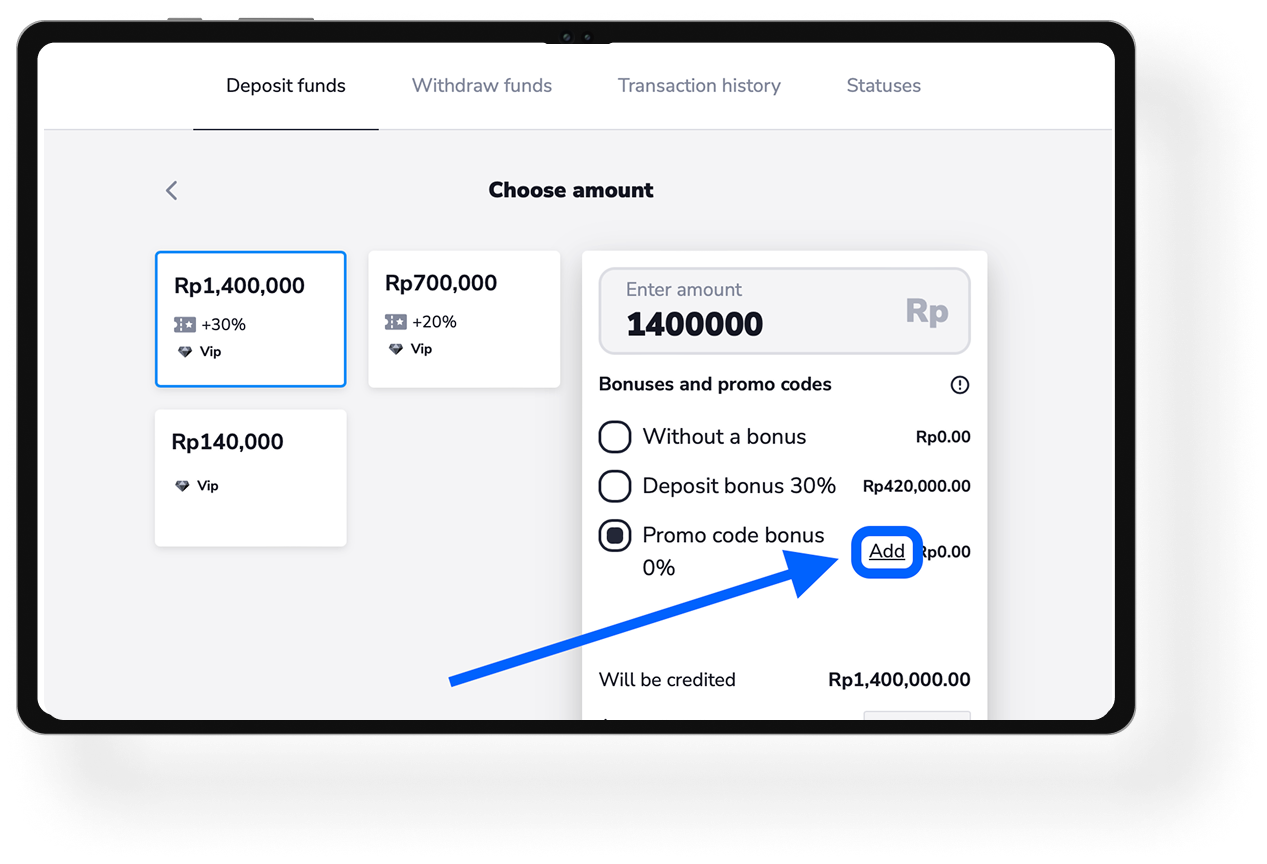 Deposit funds
Withdraw funds
Transaction history
Statuses
Choose amount
Rp1,400,000
+30%
Vip
Rp700,000
+20%
Vip
Rp140,000
Vip
Enter amount
1400000
Rp
Bonuses and promo codes
Without a bonus
Rp0.00
Deposit bonus 30%
Rp420,000.00
Promo code bonus
0%
Add
Rp0.00
Will be credited
Rp1,400,000.00